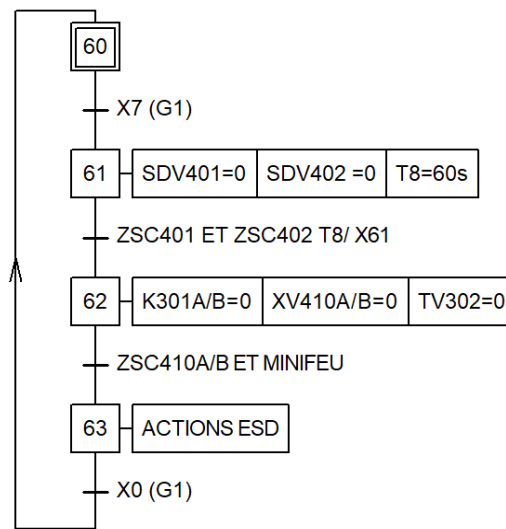 60
X7 (G1)
61 SDV401=0 SDV402 =0 T8=60s
ZSC401 ET ZSC402 T8/ X61
62 K301A/B=0 XV410A/B=0 TV302=0
ZSC410A/B ET MINIFEU
63 ACTIONS ESD
X0 (G1)